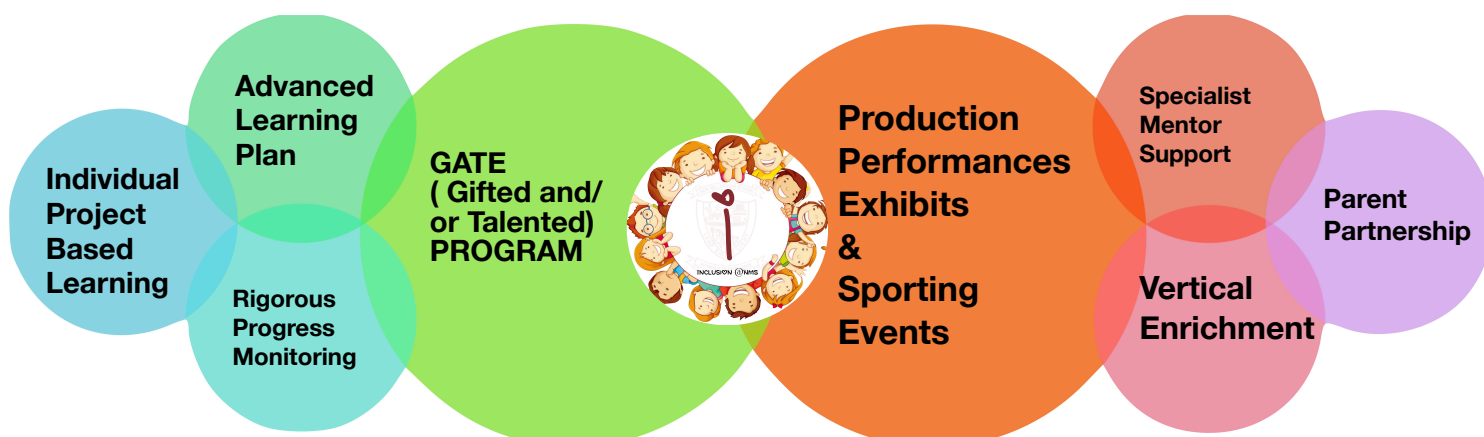 Individual
Project
Based
Learning
Advanced
Learning
Plan
Rigorous
Progress
Monitoring
GATE
( Gifted and/
or Talented)
PROGRAM
INCLUSION @NMS
Production
Performances
Exhibits
&
Sporting
Events
Specialist
Mentor
Support
Vertical
Enrichment
Parent
Partnership